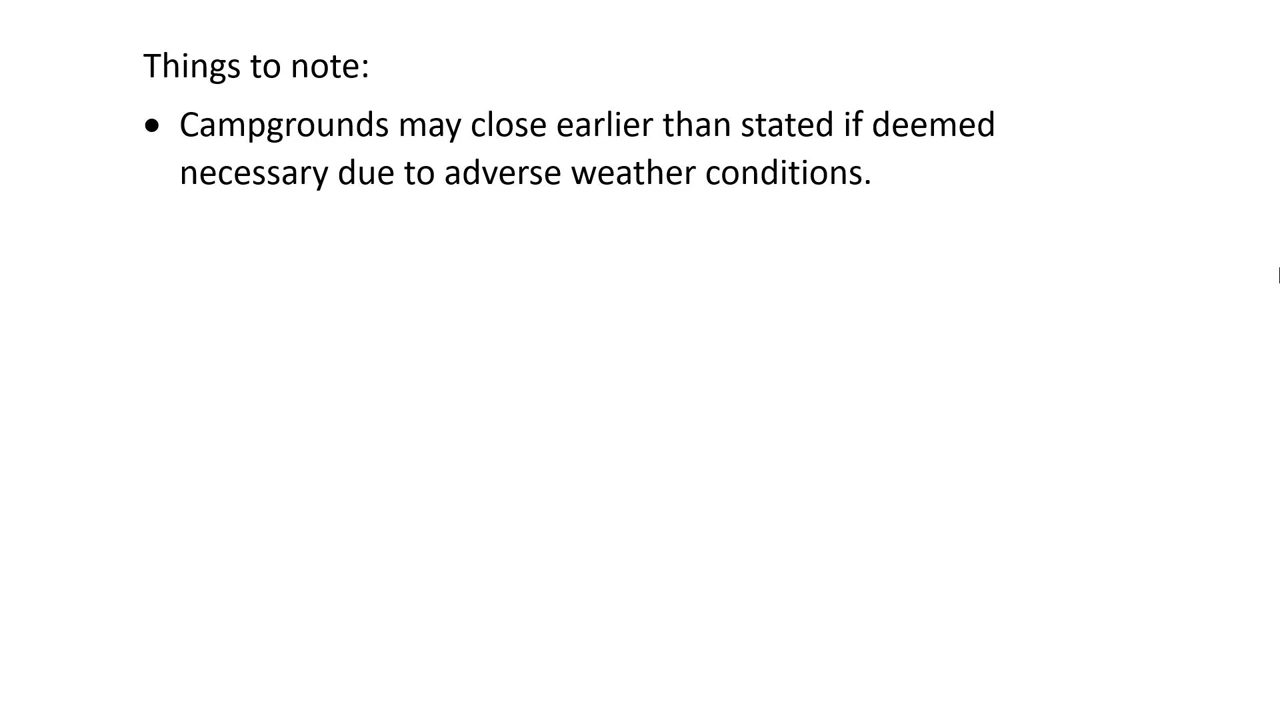 Things to note:
• Campgrounds may close earlier than stated if deemed
necessary due to adverse weather conditions.